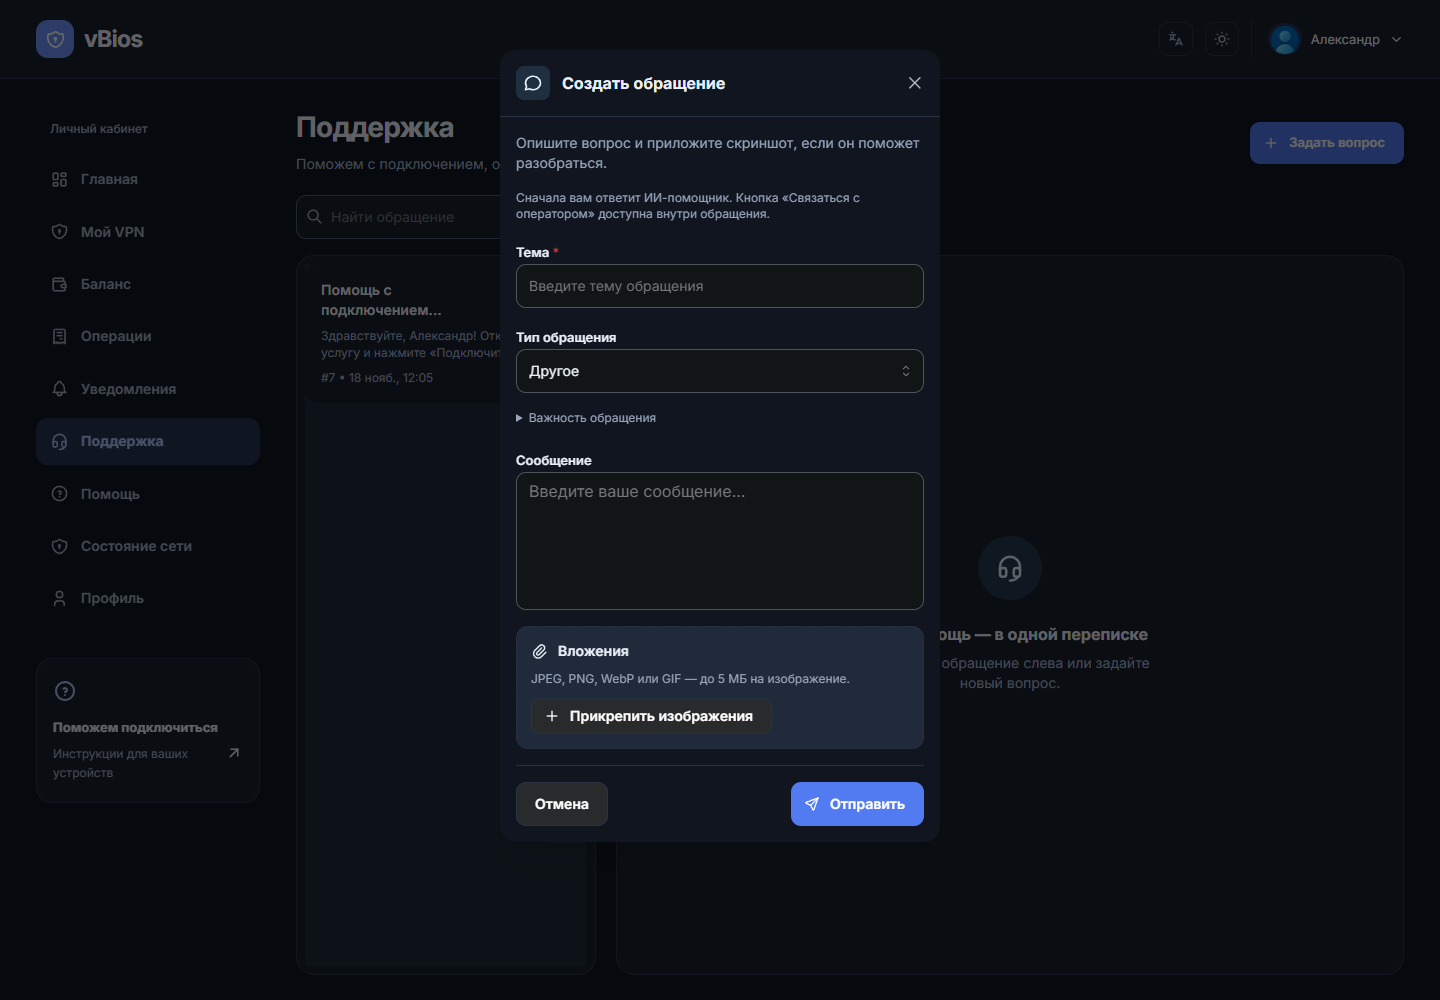 vBios
Александр
Личный кабинет
Главная
Мой VPN
Баланс
Операции
Уведомления
Поддержка
Помощь
Состояние сети
Профиль
Поможем подключиться
Инструкции для ваших
устройств
Поддержка
Поможем с подключением, о
Задать вопрос
Найти обращение
Помощь с
подключением...
Здравствуйте, Александр! Отк
услугу и нажмите «Подключит
#7 • 18 нояб., 12:05
Создать обращение
Опишите вопрос и приложите скриншот, если он поможет
разобраться.
Сначала вам ответит ИИ-помощник. Кнопка «Связаться с
оператором» доступна внутри обращения.
Тема *
Введите тему обращения
Тип обращения
Другое
Важность обращения
Сообщение
Введите ваше сообщение...
Вложения
JPEG, PNG, WebP или GIF — до 5 МБ на изображение.
Прикрепить изображения
Отмена
Отправить
ощь — в одной переписке
обращение слева или задайте
новый вопрос.